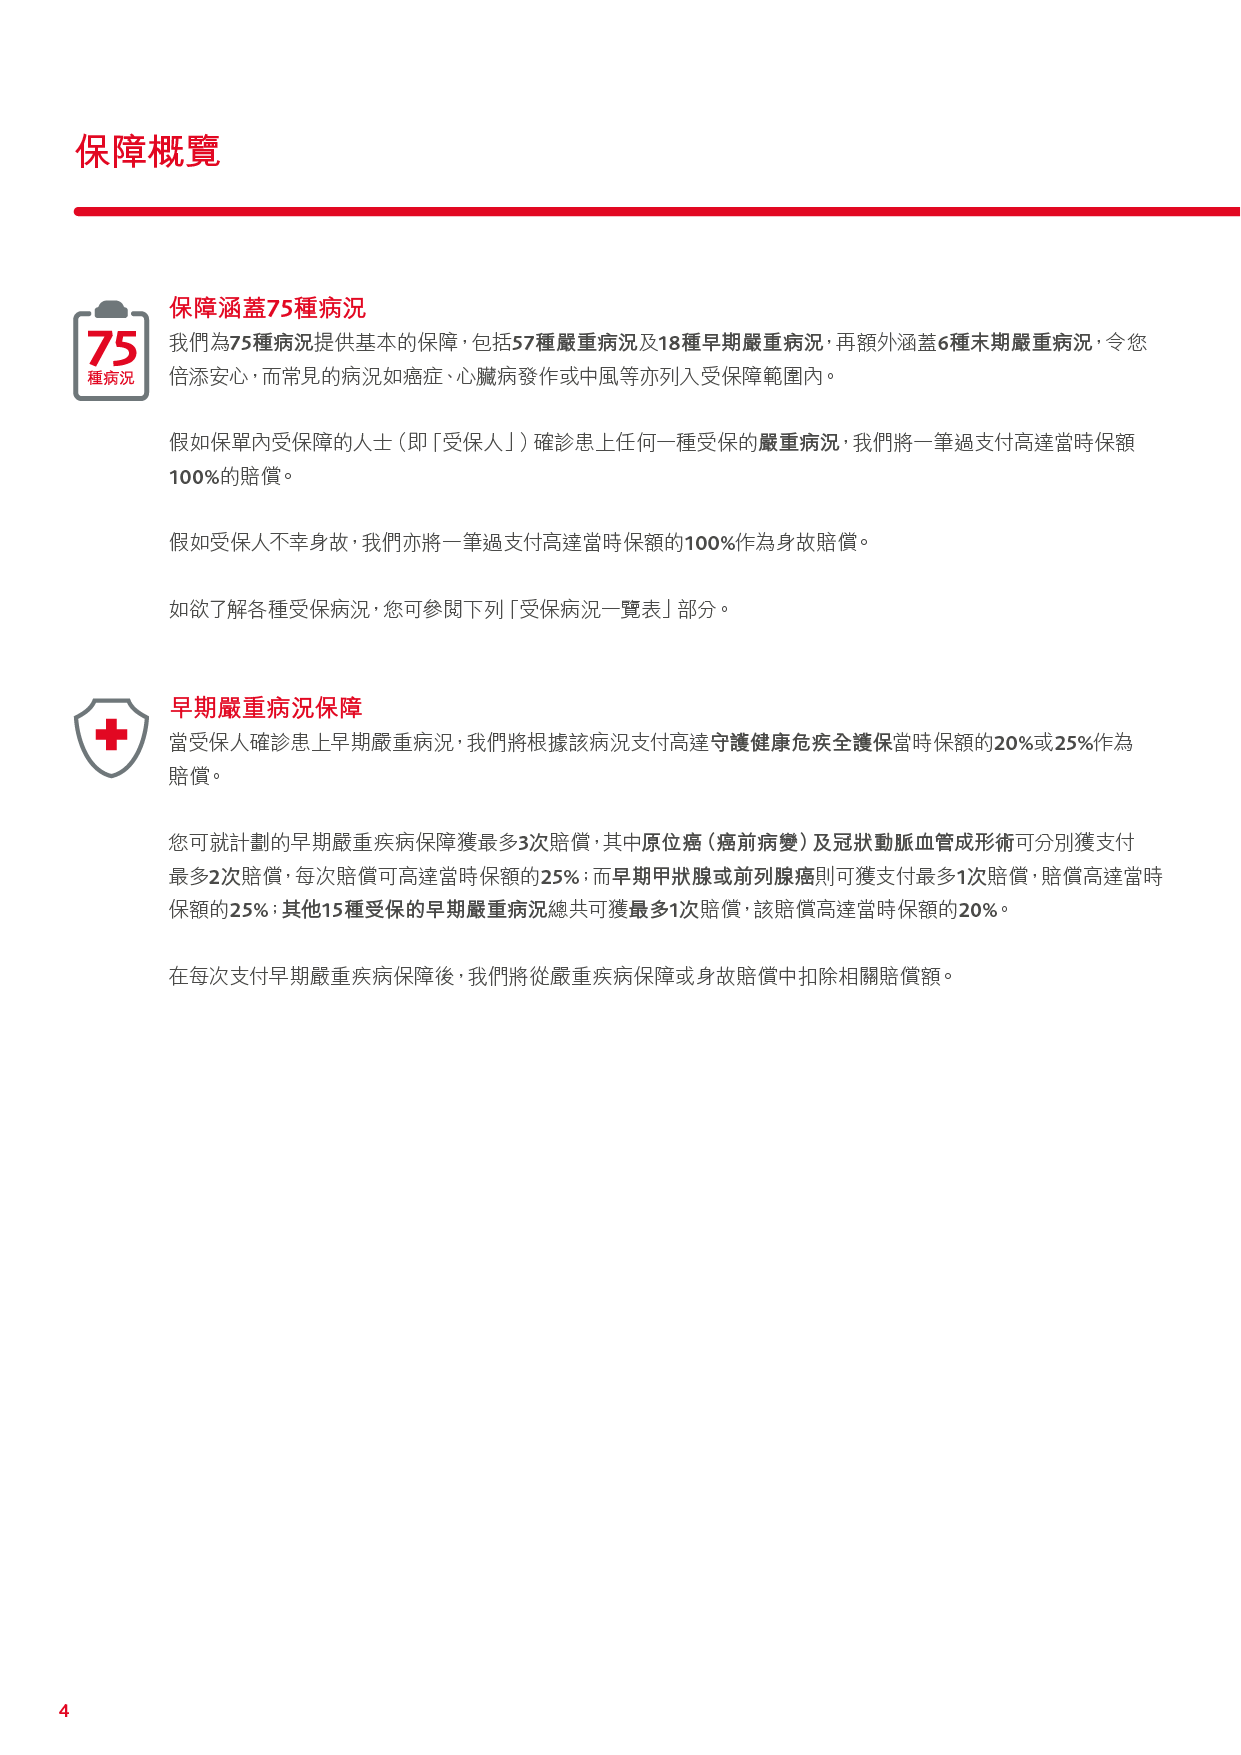 保障概覽
保障涵蓋75種病況
75
種病況
我們為75種病況提供基本的保障，包括57種嚴重病況及18種早期嚴重病況，再額外涵蓋6種末期嚴重病況，令您
倍添安心，而常見的病況如癌症、心臟病發作或中風等亦列入受保障範圍內。
假如保單內受保障的人士（即「受保人」）確診患上任何一種受保的嚴重病況，我們將一筆過支付高達當時保額
100%的賠償。
假如受保人不幸身故，我們亦將一筆過支付高達當時保額的100%作為身故賠償。
如欲了解各種受保病況，您可參閱下列「受保病況一覽表」部分。
早期嚴重病況保障
當受保人確診患上早期嚴重病況，我們將根據該病況支付高達守護健康危疾全護保當時保額的20%或25%作為
賠償。
您可就計劃的早期嚴重疾病保障獲最多3次賠償，其中原位癌（癌前病變）及冠狀動脈血管成形術可分別獲支付
最多2次賠償，每次賠償可高達當時保額的25%；而早期甲狀腺或前列腺癌則可獲支付最多1次賠償，賠償高達當時
保額的25%；其他15種受保的早期嚴重病況總共可獲最多1次賠償，該賠償高達當時保額的20%。
在每次支付早期嚴重疾病保障後，我們將從嚴重疾病保障或身故賠償中扣除相關賠償額。
4